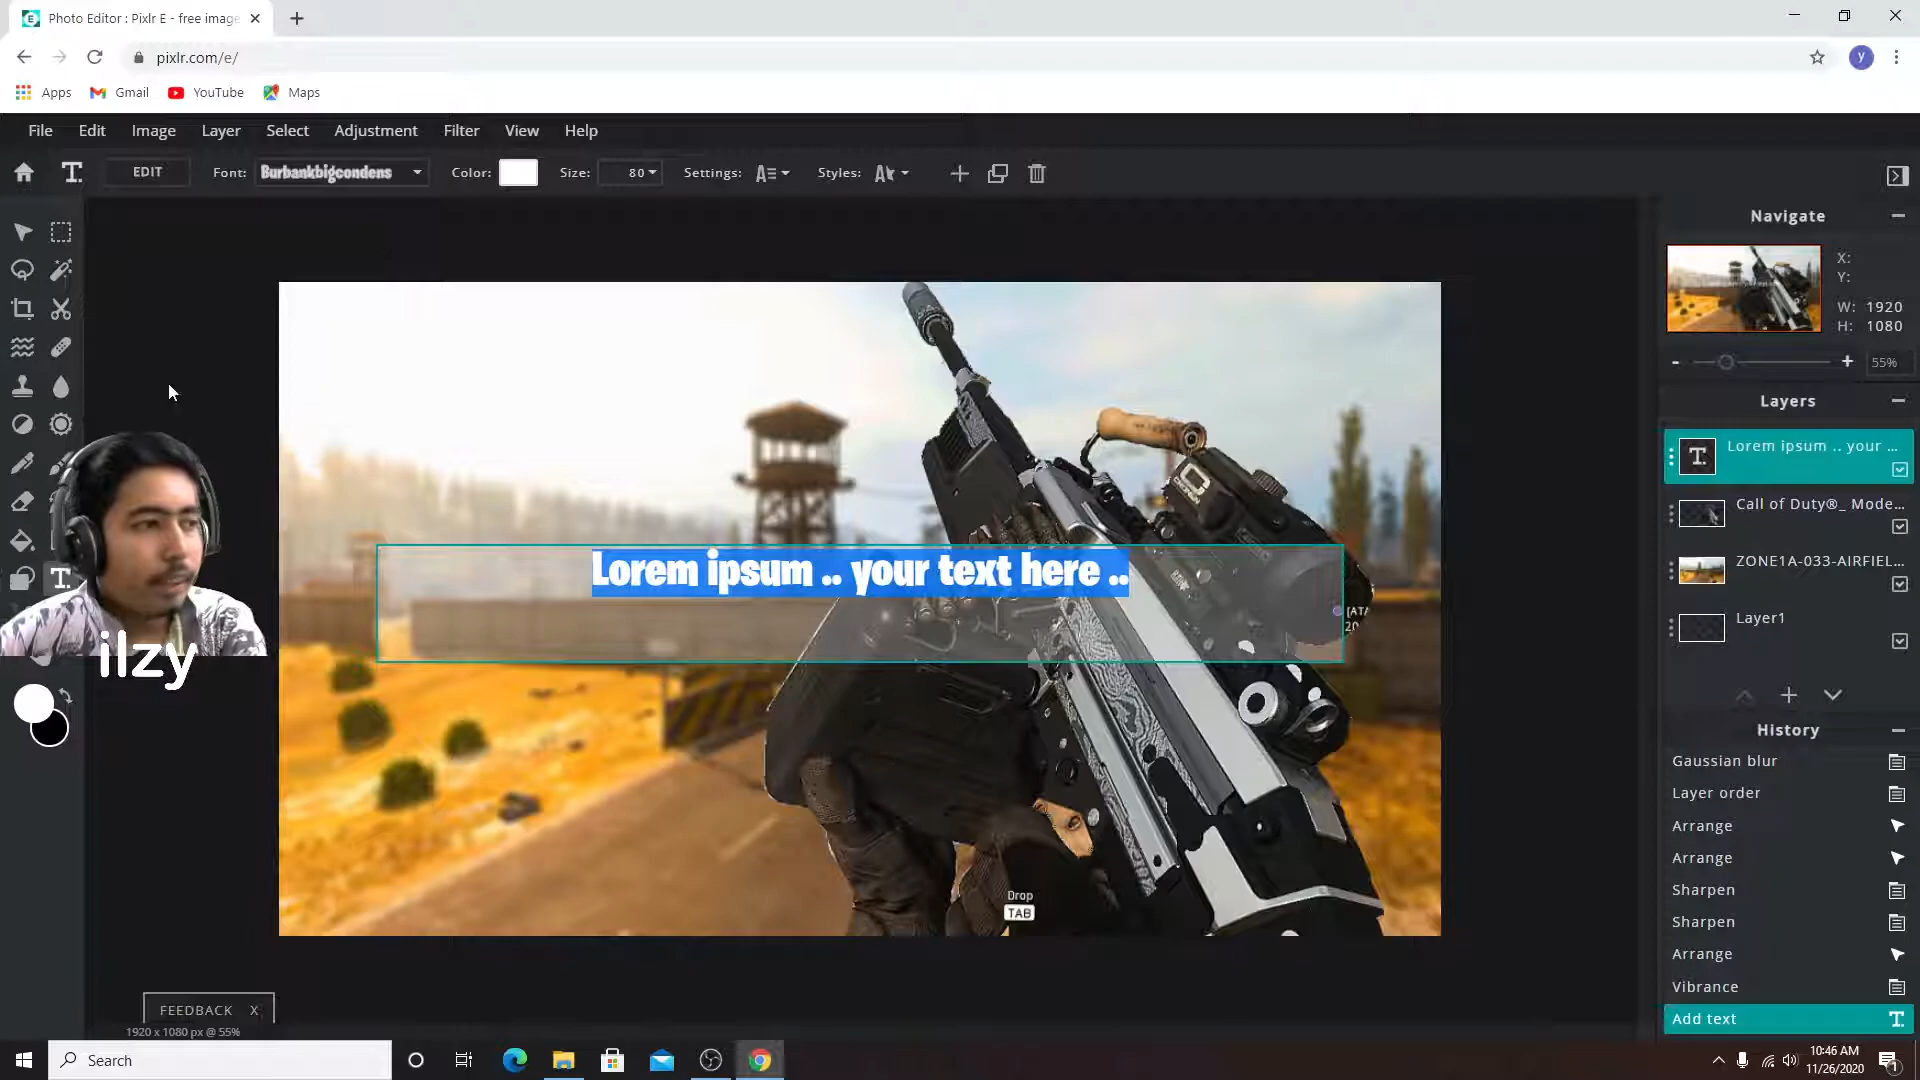 Photo Editor : Pixlr E - free image
pixlr.com/e/
y
Apps
Gmail
YouTube
Maps
File
Edit
Image
Layer
Select
Adjustment
Filter
View
Help
EDIT
Font:
Burbankbigcondens
Color:
Size:
80
Settings:
Styles:
Navigate
X:
Y:
W: 1920
H: 1080
55%
Layers
Lorem ipsum .. your ...
Call of Duty®_ Mode...
ZONE1A-033-AIRFIEL...
Layer1
Lorem ipsum .. your text here ..
ilzy
Drop
TAB
History
Gaussian blur
Layer order
Arrange
Arrange
Sharpen
Sharpen
Arrange
Vibrance
Add text
FEEDBACK X
1920 x 1080 px @ 55%
Search
10:46 AM
11/26/2020
1